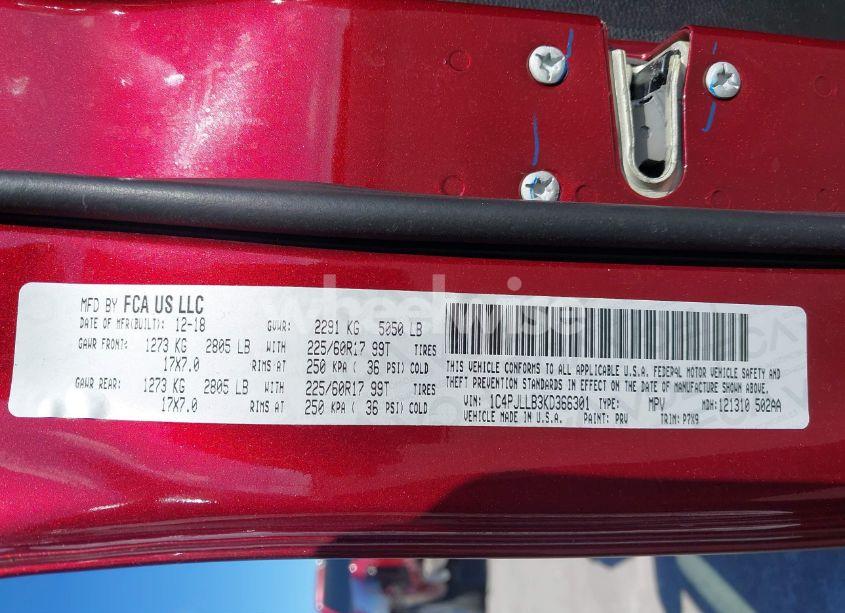 MFD BY FCA US LLC
DATE OF MFR(BUILT): 12-18 GVWR: 2291 KG 5050 LB
GAWR FRONT: 1273 KG 2805 LB WITH 225/60R17 99T TIRES
17X7.0 RIMS AT 250 KPA ( 36 PSI) COLD
GAWR REAR: 1273 KG 2805 LB WITH 225/60R17 99T TIRES
17X7.0 RIMS AT 250 KPA ( 36 PSI) COLD
THIS VEHICLE CONFORMS TO ALL APPLICABLE U.S.A. FEDERAL MOTOR VEHICLE SAFETY AND
THEFT PREVENTION STANDARDS IN EFFECT ON THE DATE OF MANUFACTURE SHOWN ABOVE.
VIN: 1C4PJLLB3KD366301 TYPE: MPV MDH: 121310 502AA
VEHICLE MADE IN U.S.A. PAINT: PRV TRIM: P7X9
wheelwise